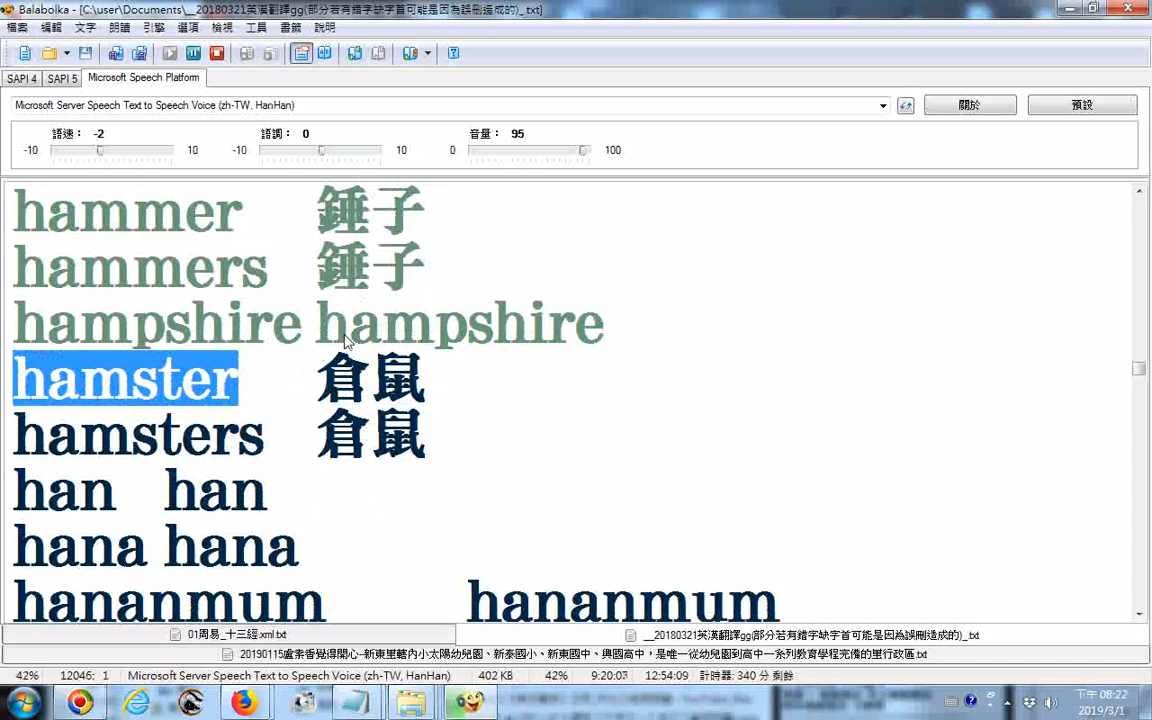 Balabolka - [C:\user\Documents\__20180321英漢翻譯gg(部分若有錯字缺字首可能是因為誤刪造成的)_.txt]
檔案 編輯 文字 朗讀 引擎 選項 檢視 工具 書籤 說明
SAPI 4 SAPI 5 Microsoft Speech Platform
Microsoft Server Speech Text to Speech Voice (zh-TW, HanHan) 關於 預設
語速： -2 語調： 0 音量： 95
-10 10 -10 10 0 100
hammer 錘子
hammers 錘子
hampshire hampshire
hamster 倉鼠
hamsters 倉鼠
han han
hana hana
hananmum hananmum
01周易_十三經.xml.txt __20180321英漢翻譯gg(部分若有錯字缺字首可能是因為誤刪造成的)_.txt
20190115盧素香覺得開心--新東里轄內小太陽幼兒園、新泰國小、新東國中、興國高中，是唯一從幼兒園到高中一系列教育學程完備的里行政區.txt
42% 12046: 1 Microsoft Server Speech Text to Speech Voice (zh-TW, HanHan) 402 KB 42% 9:20:03 12:54:09 計時器: 340 分 剩餘
下午 08:22
2019/3/1